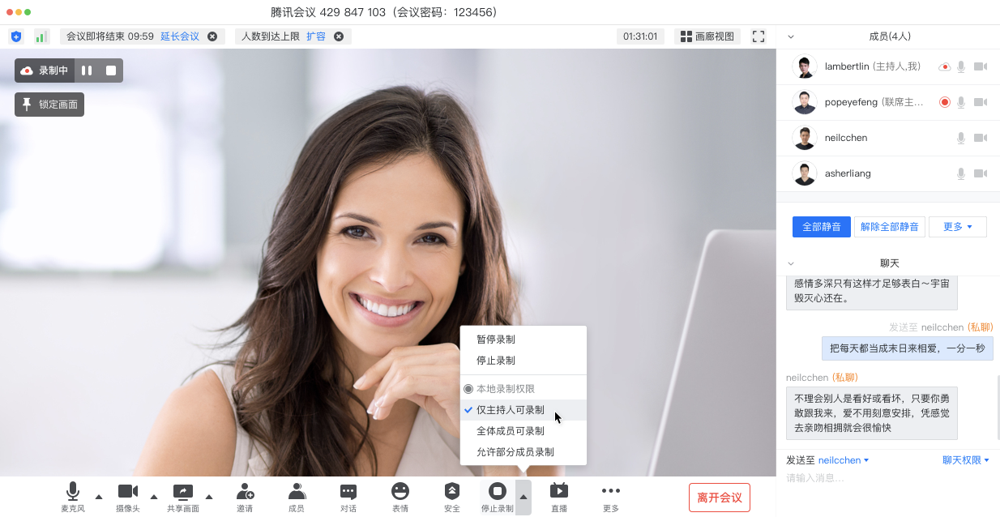 腾讯会议 429 847 103（会议密码：123456）
会议即将结束 09:59 延长会议
人数到达上限 扩容
01:31:01
画廊视图
录制中
锁定画面
暂停录制
停止录制
本地录制权限
仅主持人可录制
全体成员可录制
允许部分成员录制
麦克风
摄像头
共享画面
邀请
成员
对话
表情
安全
停止录制
直播
更多
离开会议
成员(4人)
lambertlin (主持人,我)
popeyefeng (联席主...
neilcchen
asherliang
全部静音
解除全部静音
更多
聊天
感情多深只有这样才足够表白～宇宙
毁灭心还在。
发送至 neilcchen (私聊)
把每天都当成末日来相爱，一分一秒
neilcchen (私聊)
不理会别人是看好或看坏，只要你勇
敢跟我来，爱不用刻意安排，凭感觉
去亲吻相拥就会很愉快
发送至 neilcchen
聊天权限
请输入消息...